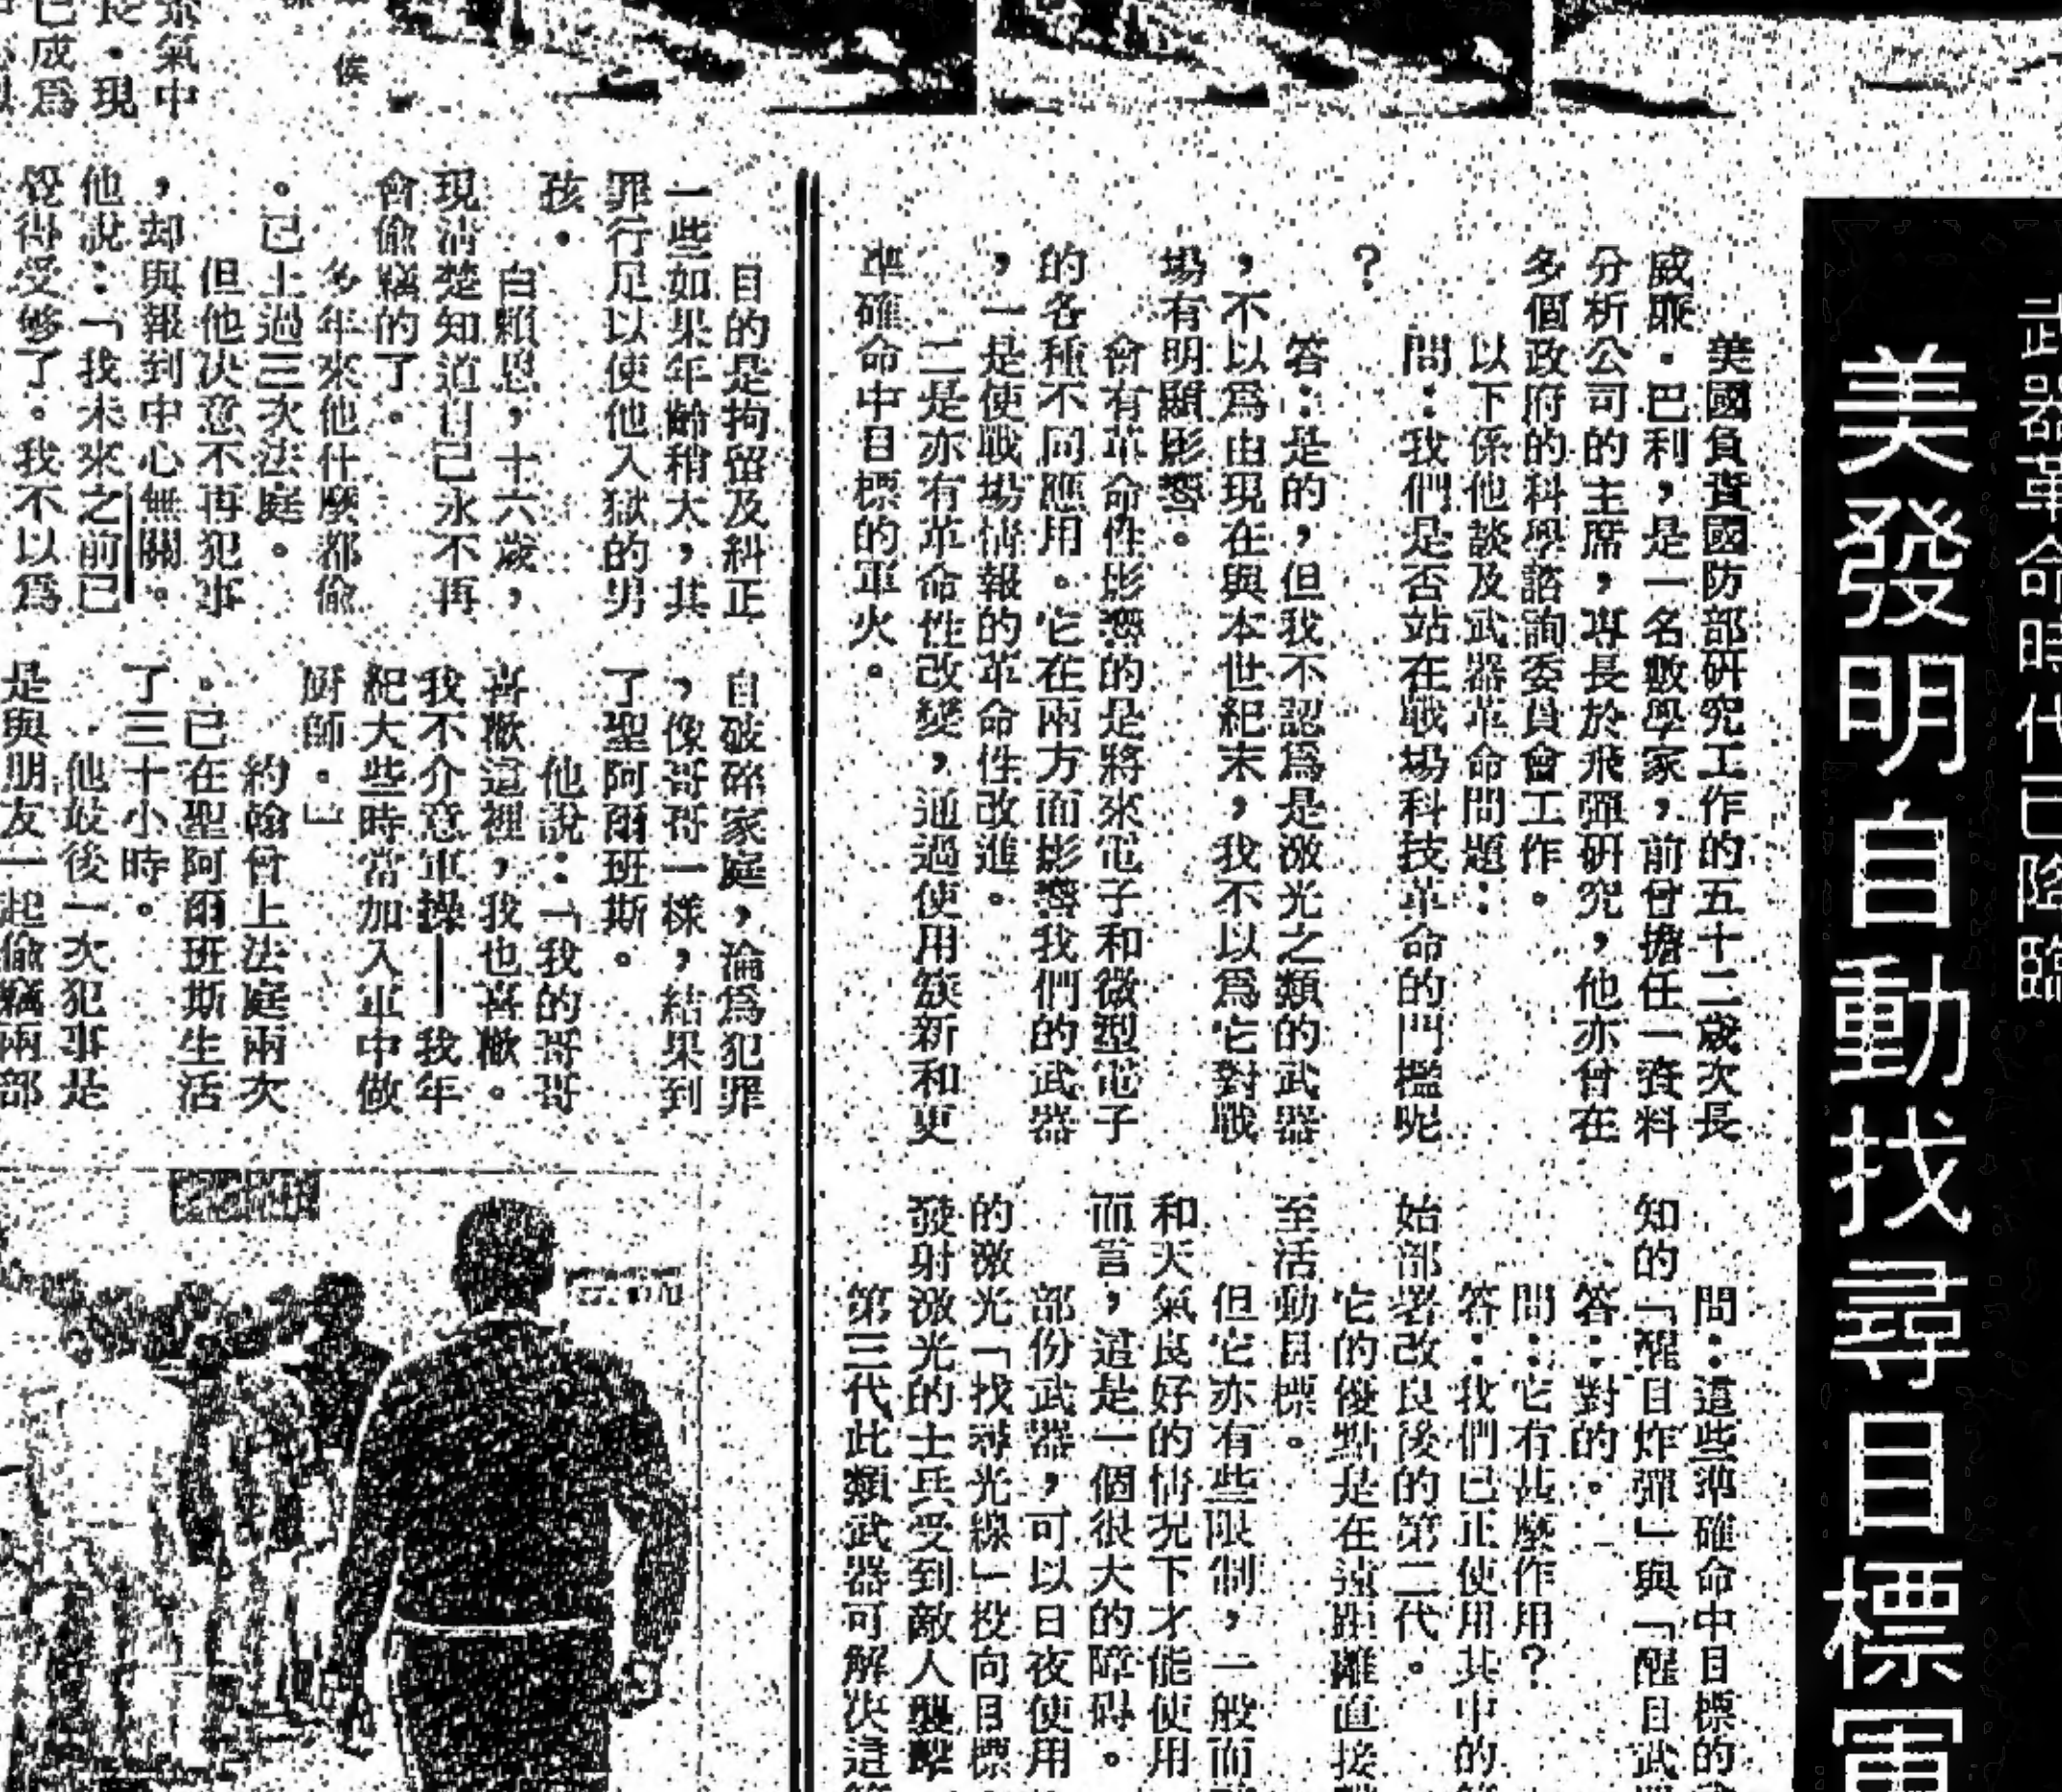 武器革命時代已降臨
美發明自動找尋目標軍
美國負責國防部研究工作的五十二歲次長
威廉·巴利，是一名數學家，前曾擔任一資料
分析公司的主席，專長於飛彈研究，他亦曾在
多個政府的科學諮詢委員會工作。
以下係他談及武器革命問題：
問：我們是否站在戰場科技革命的門檻呢
？
答：是的，但我不認爲是激光之類的武器
，不以爲由現在與本世紀末，我不以爲它對戰
場有明顯影響。
會有革命性影響的是將來電子和微型電子
的各種不同應用。它在兩方面影響我們的武器
，一是使戰場情報的革命性改進。
二是亦有革命性改變，通過使用簇新和更
準確命中目標的軍火。
問：這些準確命中目標的
知的「醒目炸彈」與「醒目武
答：對的。
問：它有甚麼作用？
答：我們已正使用其中的
始部署改良後的第二代。
它的優點是在遠距離直接
至活動目標。
但它亦有些限制，一般而
和天氣良好的情況下才能使用
而言，這是一個很大的障碍。
部份武器，可以日夜使用
的激光「找尋光線」投向目標
發射激光的士兵受到敵人襲擊
第三代此類武器可解決這
目的是拘留及糾正
一些如果年齡稍大，其
罪行足以使他入獄的男
孩。
白賴恩，十六歲，
現清楚知道自己永不再
會偷竊的了。
多年來他什麼都偷
。已上過三次法庭。
但他決意不再犯事
，却與報到中心無關。
他說：「我未來之前已
覺得受够了。我不以爲
自破碎家庭，淪爲犯罪
，像哥哥一樣，結果到
了聖阿爾班斯。
他說：「我的哥哥
喜歡這裡，我也喜歡。
我不介意軍操——我年
紀大些時當加入軍中做
廚師。」
約翰曾上法庭兩次
。已在聖阿爾班斯生活
了三十小時。
他最後一次犯事是
是與朋友一起偷竊兩部
氣中
長·現
已成爲